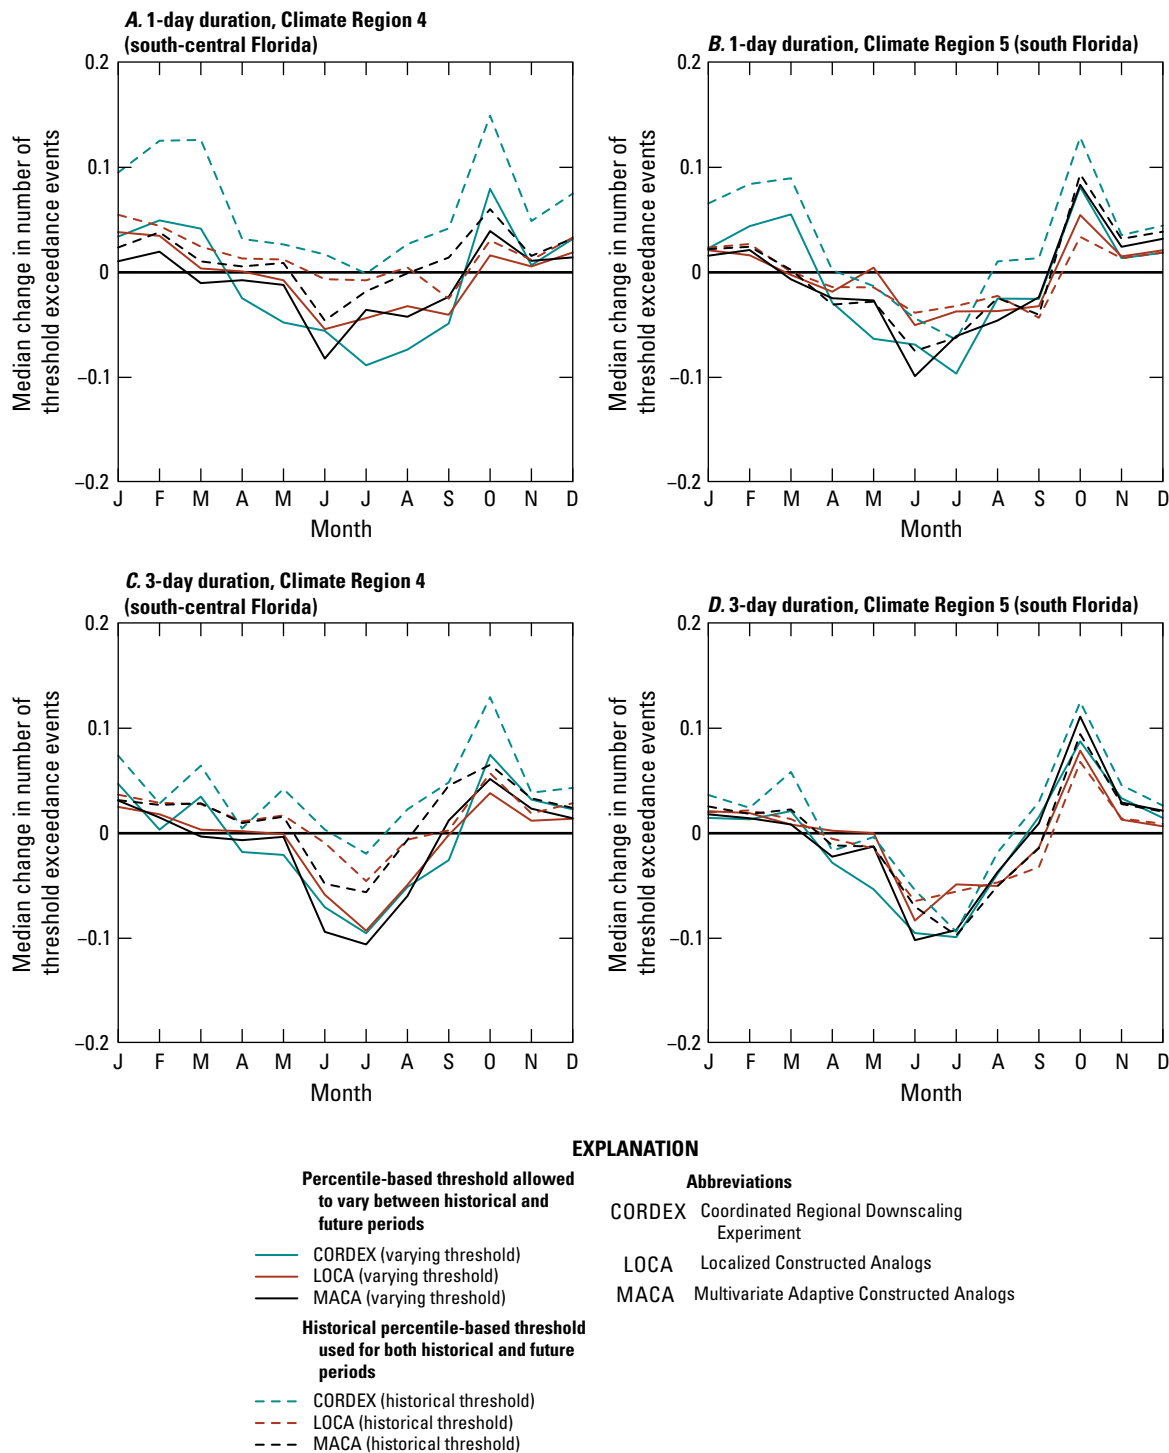 A. 1-day duration, Climate Region 4
(south-central Florida)
Median change in number of
threshold exceedance events
0.2
0.1
0
−0.1
−0.2
J F M A M J J A S O N D
Month
B. 1-day duration, Climate Region 5 (south Florida)
Median change in number of
threshold exceedance events
0.2
0.1
0
−0.1
−0.2
J F M A M J J A S O N D
Month
C. 3-day duration, Climate Region 4
(south-central Florida)
Median change in number of
threshold exceedance events
0.2
0.1
0
−0.1
−0.2
J F M A M J J A S O N D
Month
D. 3-day duration, Climate Region 5 (south Florida)
Median change in number of
threshold exceedance events
0.2
0.1
0
−0.1
−0.2
J F M A M J J A S O N D
Month
EXPLANATION
Percentile-based threshold allowed
to vary between historical and
future periods
CORDEX (varying threshold)
LOCA (varying threshold)
MACA (varying threshold)
Historical percentile-based threshold
used for both historical and future
periods
CORDEX (historical threshold)
LOCA (historical threshold)
MACA (historical threshold)
Abbreviations
CORDEX Coordinated Regional Downscaling
Experiment
LOCA Localized Constructed Analogs
MACA Multivariate Adaptive Constructed Analogs